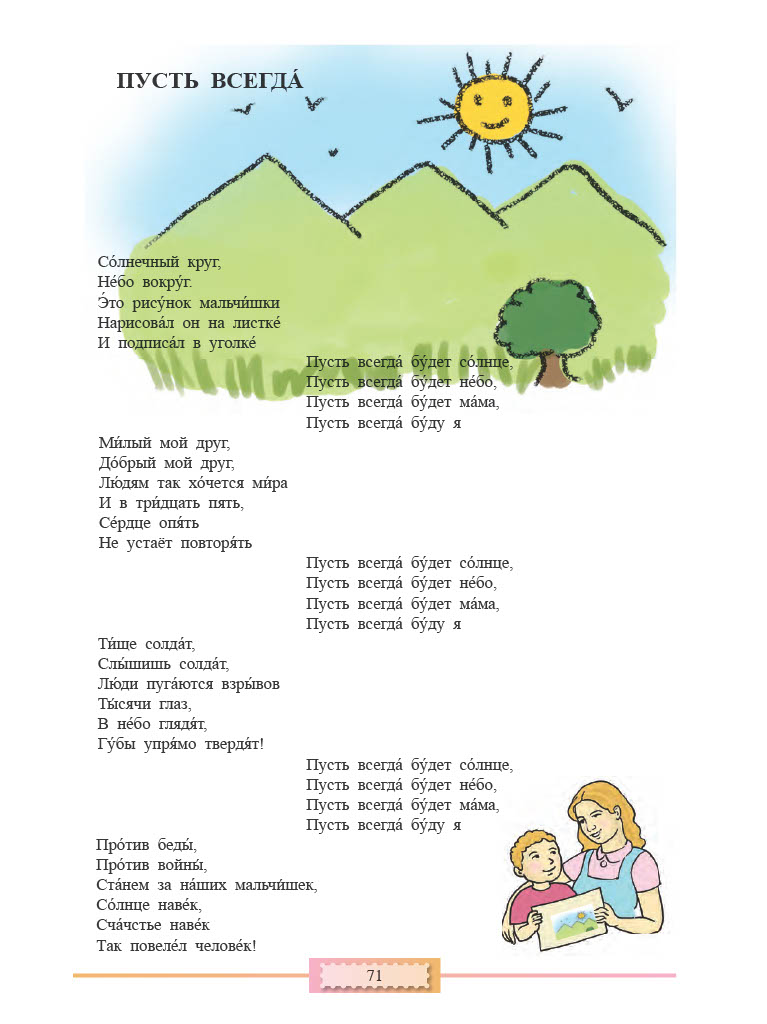 ПУСТЬ ВСЕГДА́
Со́лнечный круг,
Не́бо вокру́г.
Э́то рису́нок мальчи́шки
Нарисова́л он на листке́
И подписа́л в уголке́
Пусть всегда́ бу́дет со́лнце,
Пусть всегда́ бу́дет не́бо,
Пусть всегда́ бу́дет ма́ма,
Пусть всегда́ бу́ду я
Ми́лый мой друг,
До́брый мой друг,
Лю́дям так хо́чется ми́ра
И в три́дцать пять,
Се́рдце опя́ть
Не устаёт повторя́ть
Пусть всегда́ бу́дет со́лнце,
Пусть всегда́ бу́дет не́бо,
Пусть всегда́ бу́дет ма́ма,
Пусть всегда́ бу́ду я
Ти́ще солда́т,
Слы́шишь солда́т,
Лю́ди пуга́ются взры́вов
Ты́сячи глаз,
В не́бо глядя́т,
Гу́бы упря́мо твердя́т!
Пусть всегда́ бу́дет со́лнце,
Пусть всегда́ бу́дет не́бо,
Пусть всегда́ бу́дет ма́ма,
Пусть всегда́ бу́ду я
Про́тив беды́,
Про́тив войны́,
Ста́нем за на́ших мальчи́шек,
Со́лнце наве́к,
Сча́чстье наве́к
Так повеле́л челове́к!
71